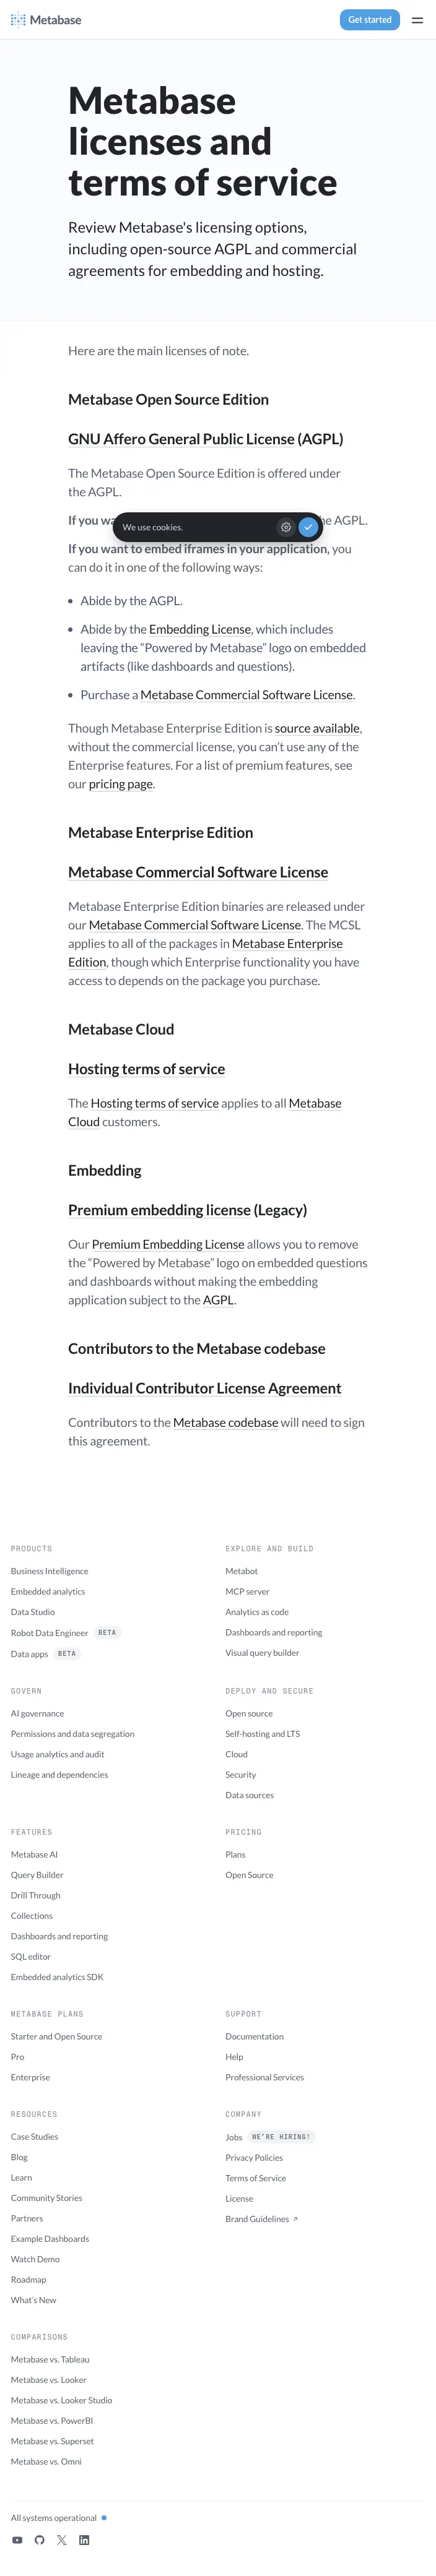 Metabase
Get started
Metabase
licenses and
terms of service
Review Metabase's licensing options,
including open-source AGPL and commercial
agreements for embedding and hosting.
Here are the main licenses of note.
Metabase Open Source Edition
GNU Affero General Public License (AGPL)
The Metabase Open Source Edition is offered under
the AGPL.
If you
AGPL.
We use cookies.
If you want to embed iframes in your application, you
can do it in one of the following ways:
• Abide by the AGPL.
• Abide by the Embedding License, which includes
leaving the “Powered by Metabase” logo on embedded
artifacts (like dashboards and questions).
• Purchase a Metabase Commercial Software License.
Though Metabase Enterprise Edition is source available,
without the commercial license, you can’t use any of the
Enterprise features. For a list of premium features, see
our pricing page.
Metabase Enterprise Edition
Metabase Commercial Software License
Metabase Enterprise Edition binaries are released under
our Metabase Commercial Software License. The MCSL
applies to all of the packages in Metabase Enterprise
Edition, though which Enterprise functionality you have
access to depends on the package you purchase.
Metabase Cloud
Hosting terms of service
The Hosting terms of service applies to all Metabase
Cloud customers.
Embedding
Premium embedding license (Legacy)
Our Premium Embedding License allows you to remove
the “Powered by Metabase” logo on embedded questions
and dashboards without making the embedding
application subject to the AGPL.
Contributors to the Metabase codebase
Individual Contributor License Agreement
Contributors to the Metabase codebase will need to sign
this agreement.
PRODUCTS
Business Intelligence
Embedded analytics
Data Studio
Robot Data Engineer BETA
Data apps BETA
EXPLORE AND BUILD
Metabot
MCP server
Analytics as code
Dashboards and reporting
Visual query builder
GOVERN
AI governance
Permissions and data segregation
Usage analytics and audit
Lineage and dependencies
DEPLOY AND SECURE
Open source
Self-hosting and LTS
Cloud
Security
Data sources
FEATURES
Metabase AI
Query Builder
Drill Through
Collections
Dashboards and reporting
SQL editor
Embedded analytics SDK
PRICING
Plans
Open Source
METABASE PLANS
Starter and Open Source
Pro
Enterprise
SUPPORT
Documentation
Help
Professional Services
RESOURCES
Case Studies
Blog
Learn
Community Stories
Partners
Example Dashboards
Watch Demo
Roadmap
What’s New
COMPANY
Jobs WE’RE HIRING!
Privacy Policies
Terms of Service
License
Brand Guidelines ↗
COMPARISONS
Metabase vs. Tableau
Metabase vs. Looker
Metabase vs. Looker Studio
Metabase vs. PowerBI
Metabase vs. Superset
Metabase vs. Omni
All systems operational